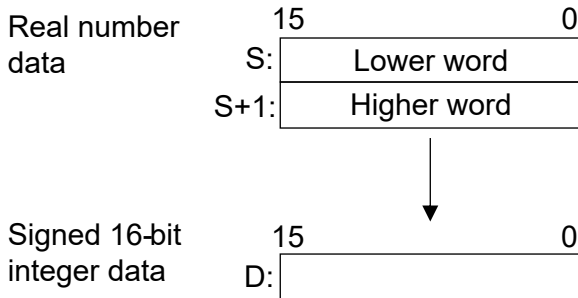 Real number
data
15 0
S: Lower word
S+1: Higher word
Signed 16-bit
integer data
15 0
D: